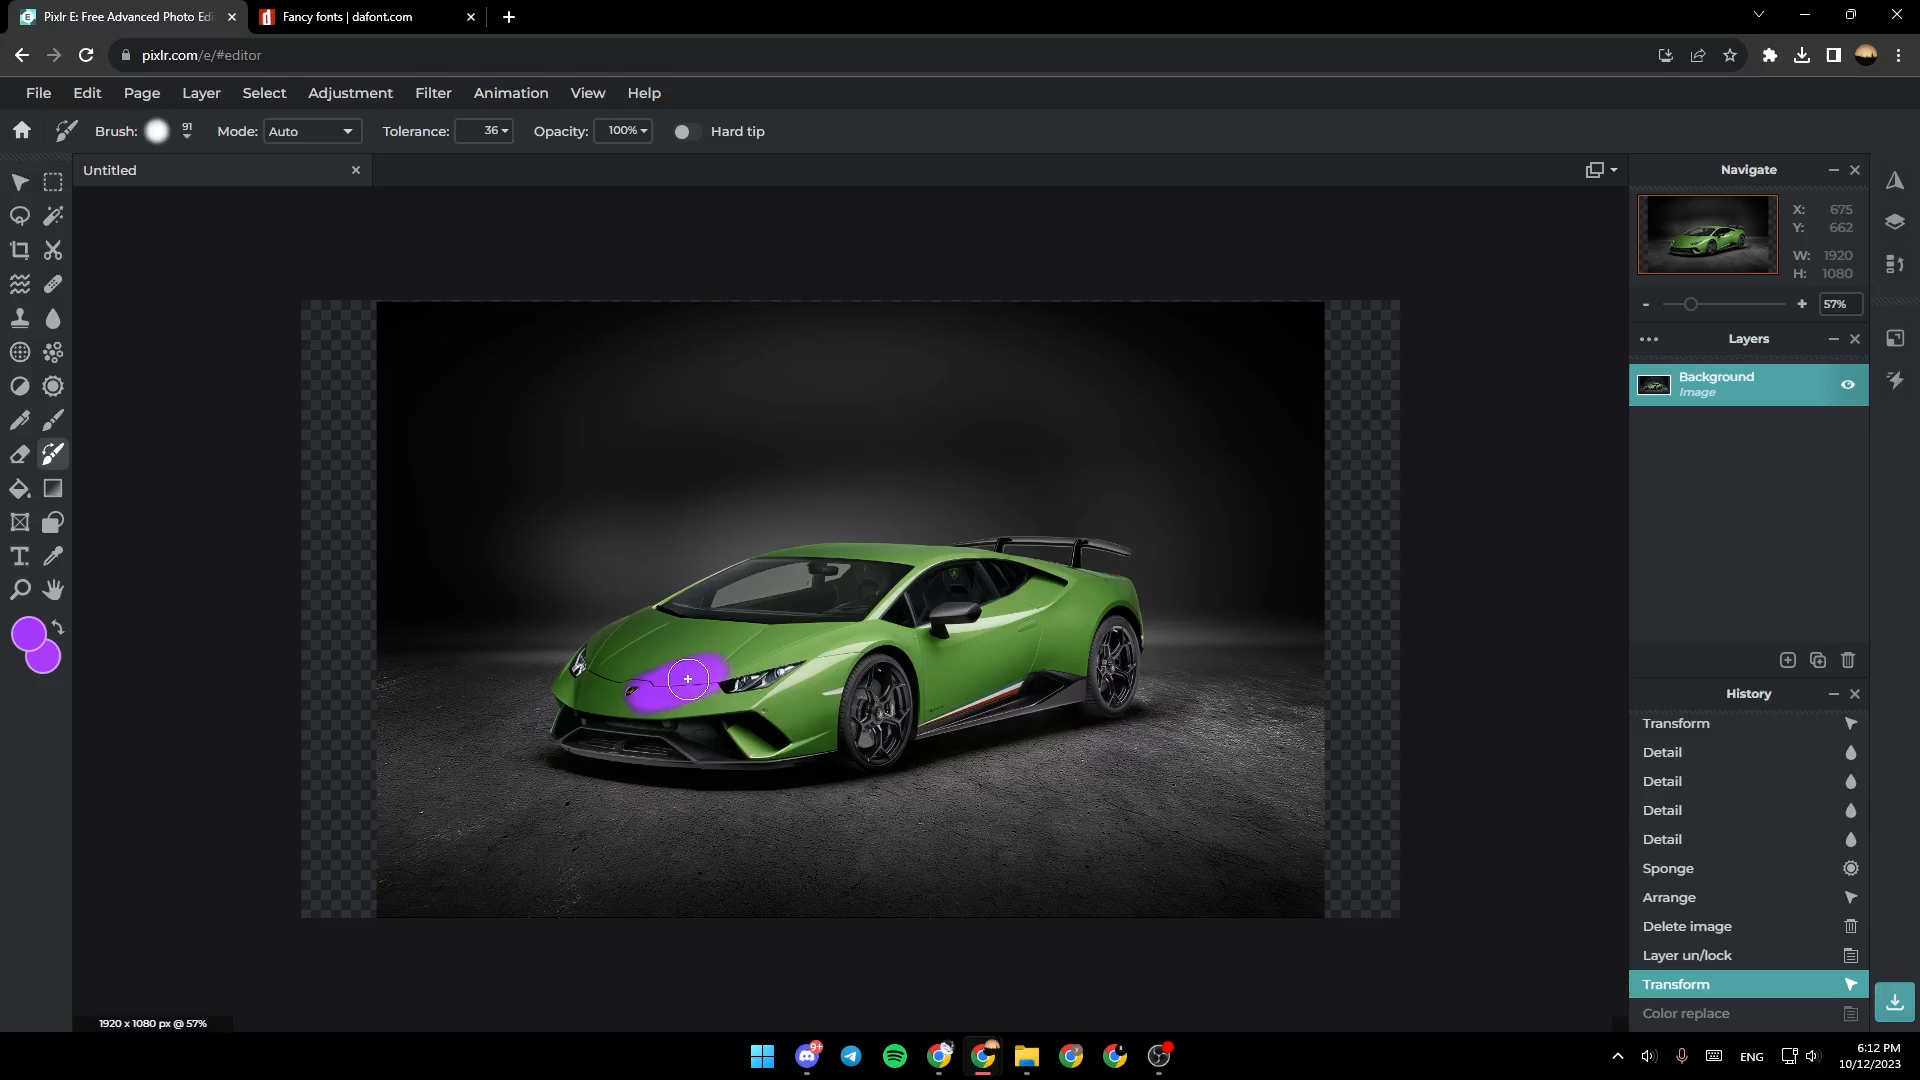 Pixlr E: Free Advanced Photo Edi
Fancy fonts | dafont.com
pixlr.com/e/#editor
File Edit Page Layer Select Adjustment Filter Animation View Help
Brush: 91 Mode: Auto Tolerance: 36 Opacity: 100% Hard tip
Untitled
Navigate
X: 675
Y: 662
W: 1920
H: 1080
- + 57%
Layers
Background
Image
History
Transform
Detail
Detail
Detail
Detail
Sponge
Arrange
Delete image
Layer un/lock
Transform
Color replace
1920 x 1080 px @ 57%
9+
ENG
6:12 PM
10/12/2023